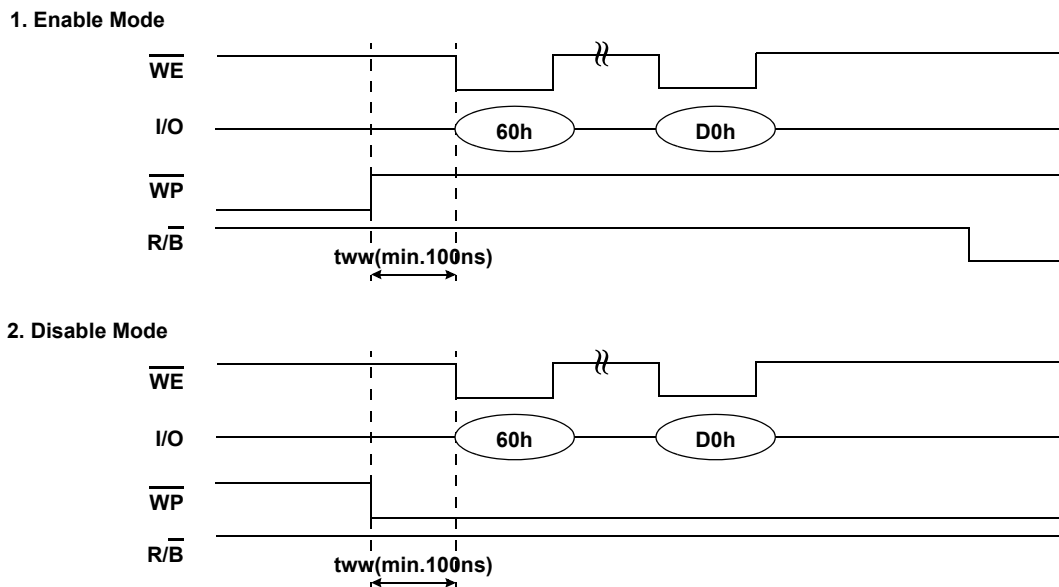 1. Enable Mode
WE
I/O
60h
D0h
WP
R/B
tww(min.100ns)
2. Disable Mode
WE
I/O
60h
D0h
WP
R/B
tww(min.100ns)